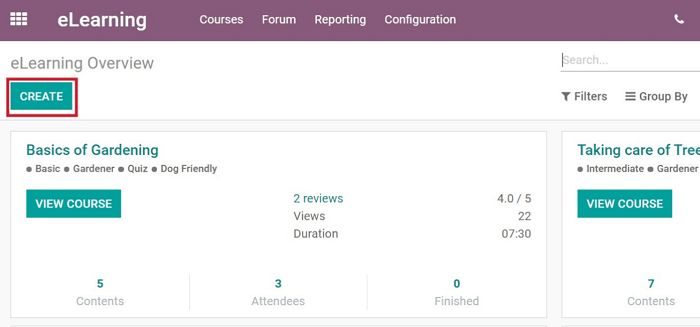 eLearning Courses Forum Reporting Configuration
eLearning Overview
Search...
CREATE
Filters Group By
Basics of Gardening
Basic Gardener Quiz Dog Friendly
VIEW COURSE
2 reviews 4.0 / 5
Views 22
Duration 07:30
5 3 0
Contents Attendees Finished
Taking care of Tree
Intermediate Gardener
VIEW COURSE
7
Contents